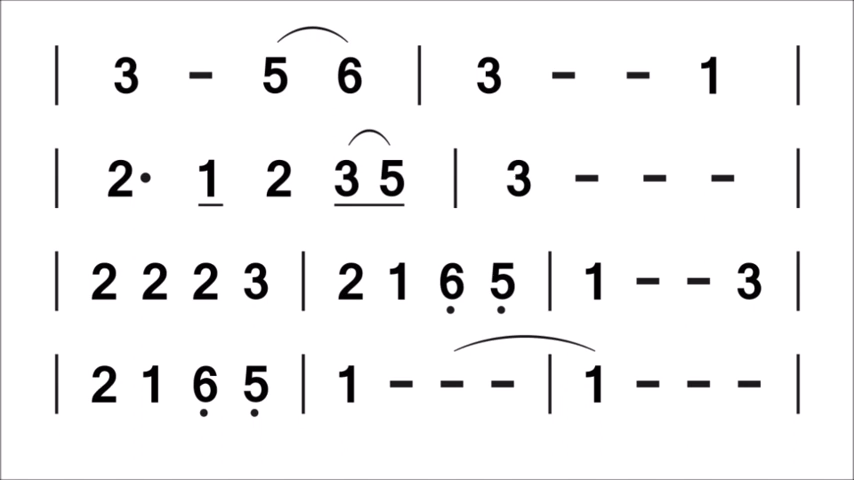 | 3 - 5 6 | 3 - - 1 |
| 2· 1 2 3 5 | 3 - - - |
| 2 2 2 3 | 2 1 6̣ 5̣ | 1 - - 3 |
| 2 1 6̣ 5̣ | 1 - - - | 1 - - - |